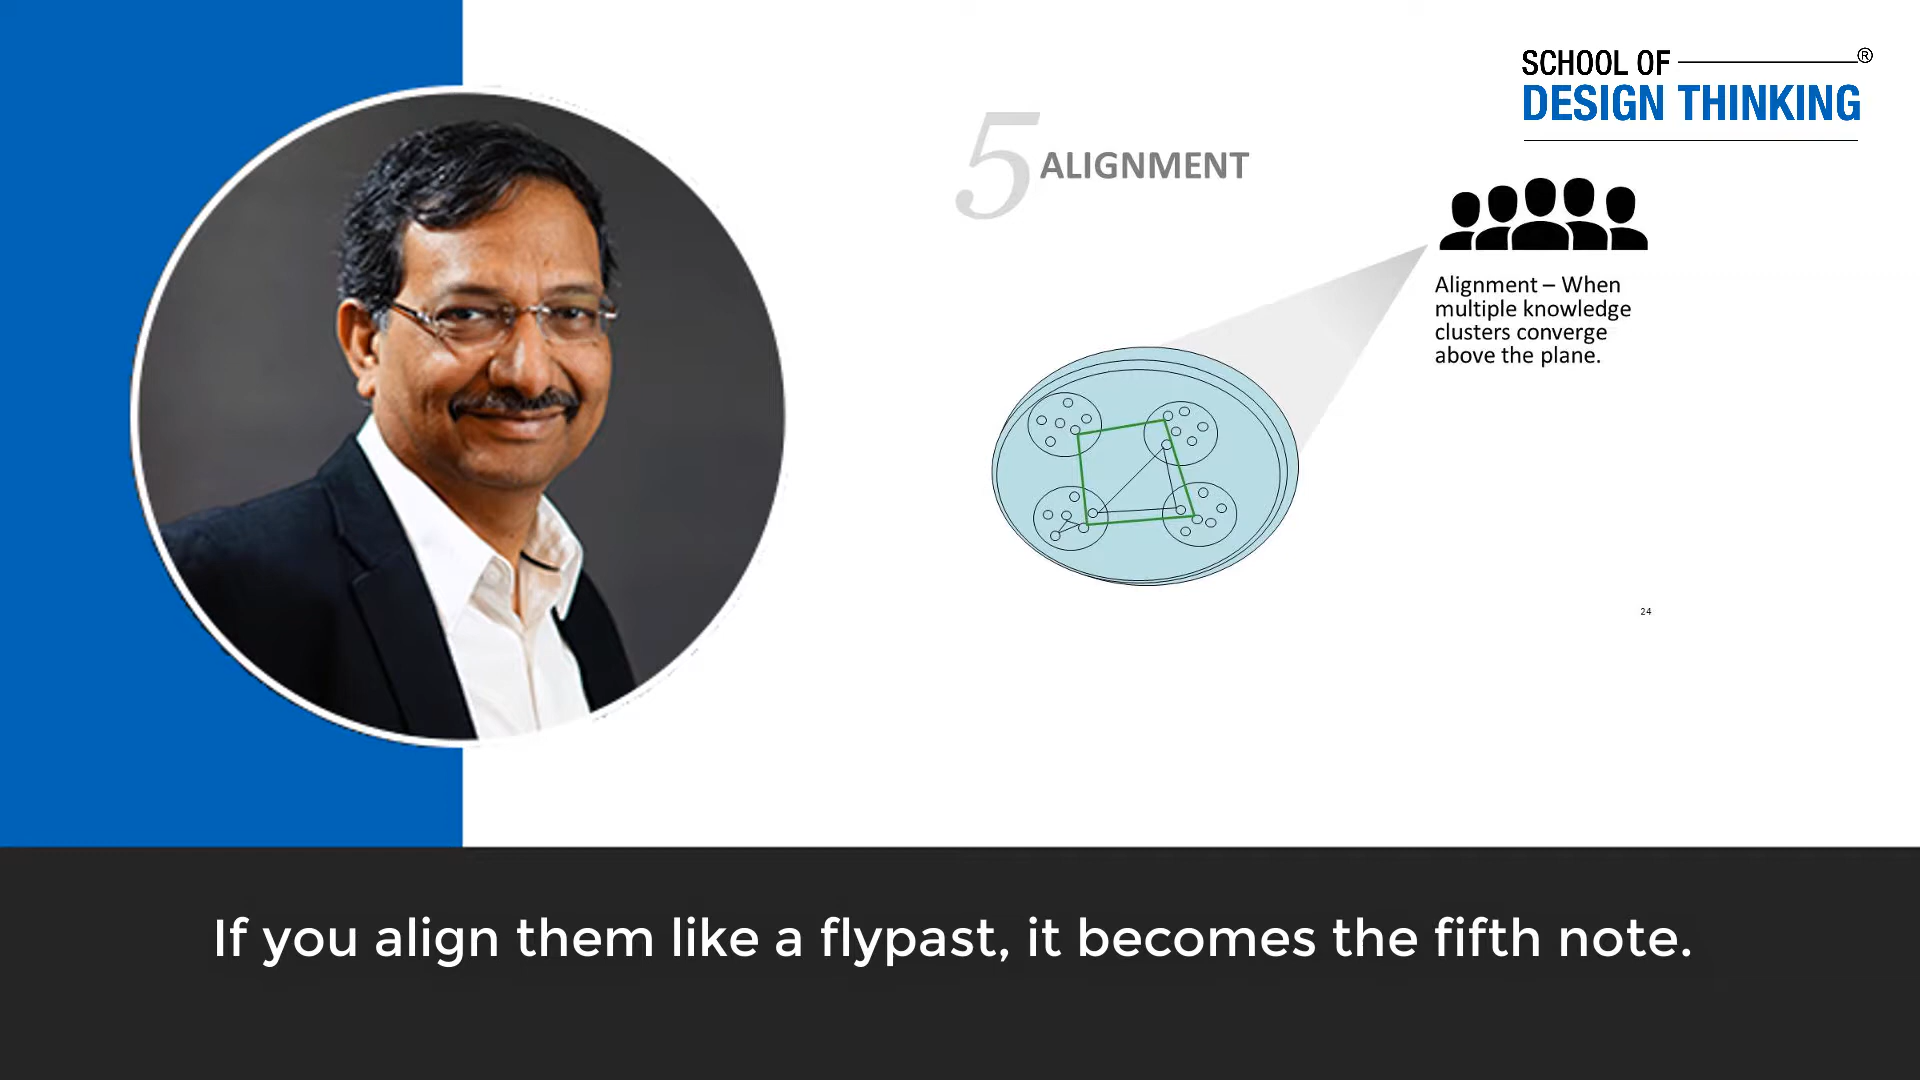 SCHOOL OF ®
DESIGN THINKING
5 ALIGNMENT
Alignment – When
multiple knowledge
clusters converge
above the plane.
24
If you align them like a flypast, it becomes the fifth note.